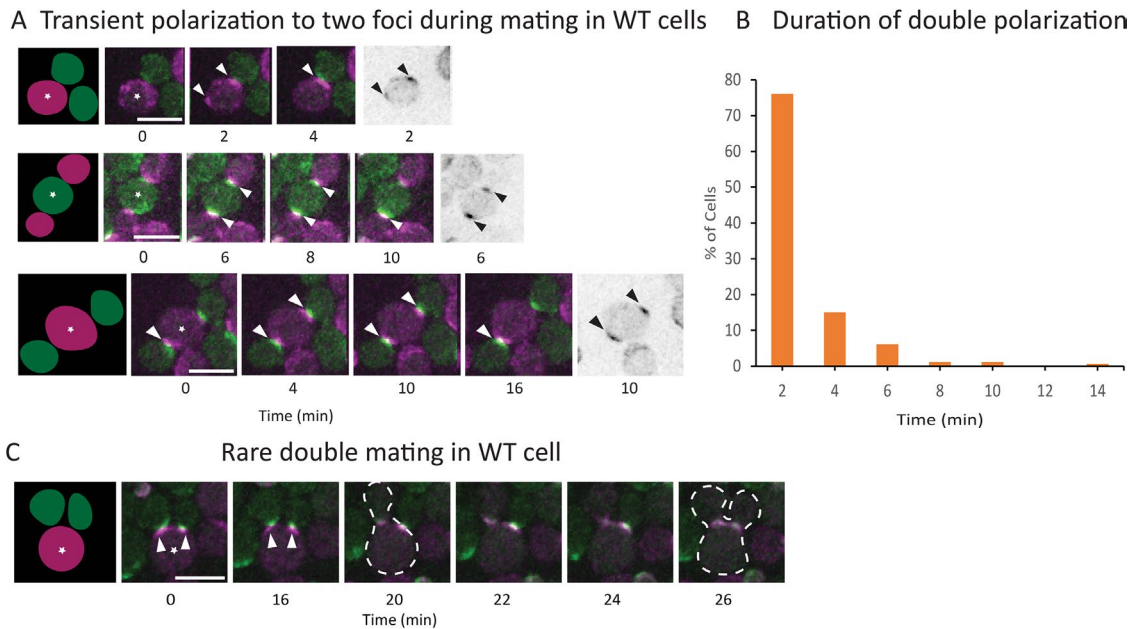 A Transient polarization to two foci during mating in WT cells
0 2 4 2
0 6 8 10 6
0 4 10 16 10
Time (min)
B Duration of double polarization
80
70
60
50
40
30
20
10
0
% of Cells
2 4 6 8 10 12 14
Time (min)
C Rare double mating in WT cell
0 16 20 22 24 26
Time (min)